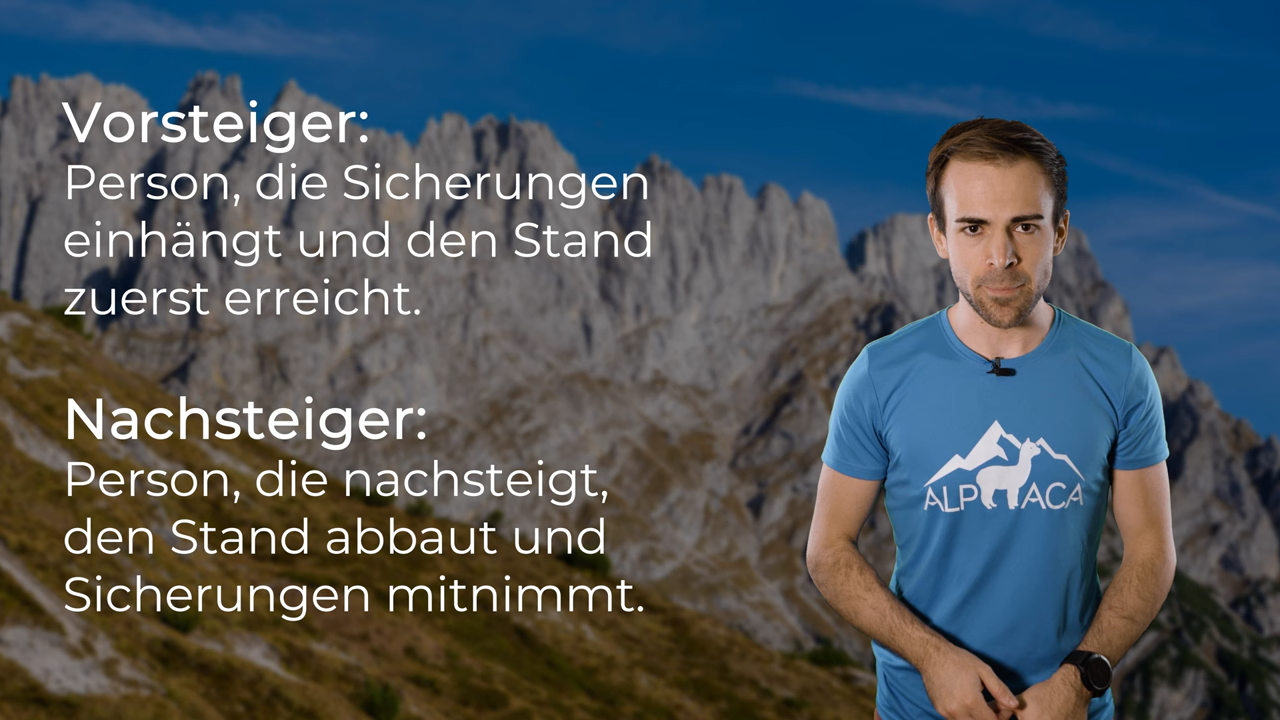 Vorsteiger:
Person, die Sicherungen
einhängt und den Stand
zuerst erreicht.
Nachsteiger:
Person, die nachsteigt,
den Stand abbaut und
Sicherungen mitnimmt.
ALPACA